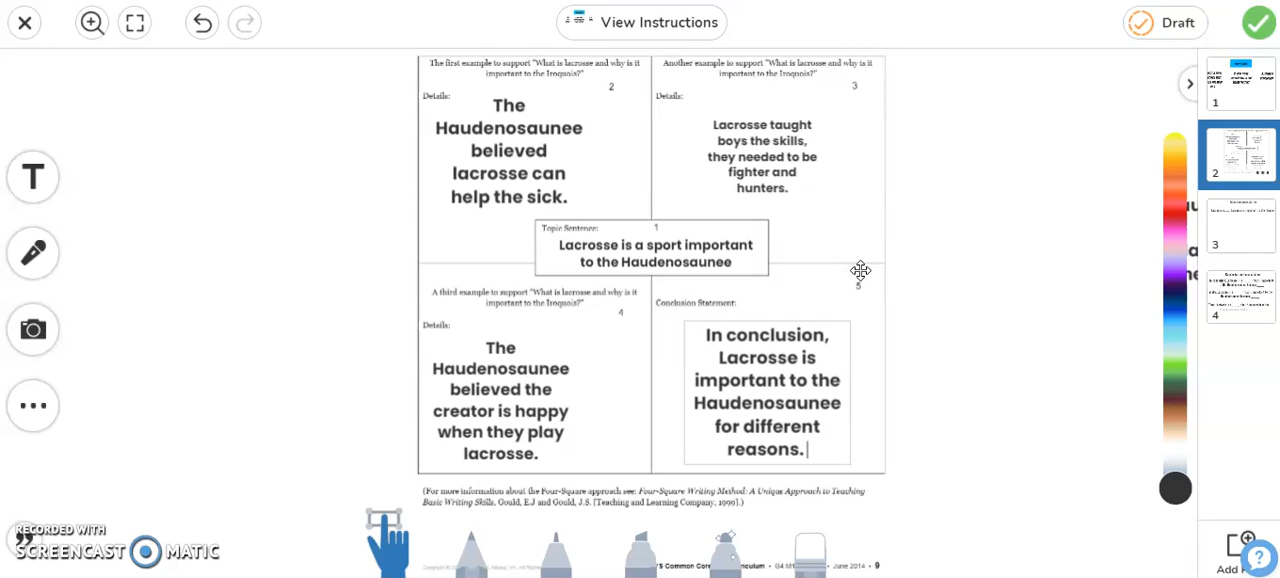 View Instructions
Draft
The first example to support "What is lacrosse and why is it
important to the Iroquois?"
2
Details:
The
Haudenosaunee
believed
lacrosse can
help the sick.
Another example to support "What is lacrosse and why is it
important to the Iroquois?"
3
Details:
Lacrosse taught
boys the skills,
they needed to be
fighter and
hunters.
Topic Sentence:
1
Lacrosse is a sport important
to the Haudenosaunee
A third example to support "What is lacrosse and why is it
important to the Iroquois?"
4
Details:
The
Haudenosaunee
believed the
creator is happy
when they play
lacrosse.
5
Conclusion Statement:
In conclusion,
Lacrosse is
important to the
Haudenosaunee
for different
reasons.
(For more information about the Four-Square approach see: Four-Square Writing Method: A Unique Approach to Teaching
Basic Writing Skills, Gould, E.J and Gould, J.S. [Teaching and Learning Company, 1999].)
June 2014 • 9
RECORDED WITH
SCREENCAST MATIC
T
1
2
3
4
Add
?